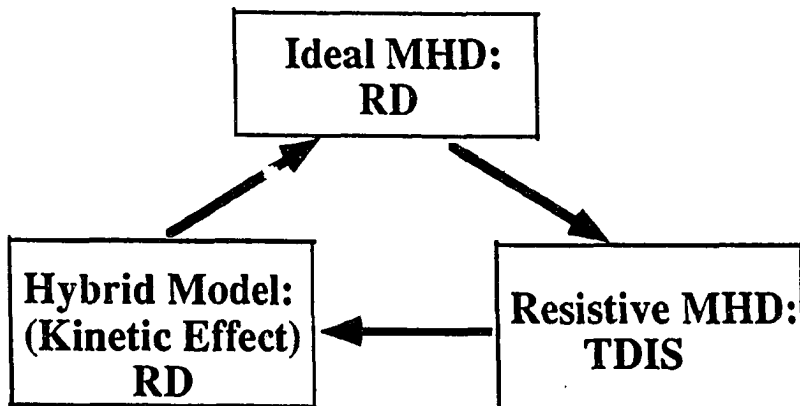 Ideal MHD:
RD
Hybrid Model:
(Kinetic Effect)
RD
Resistive MHD:
TDIS